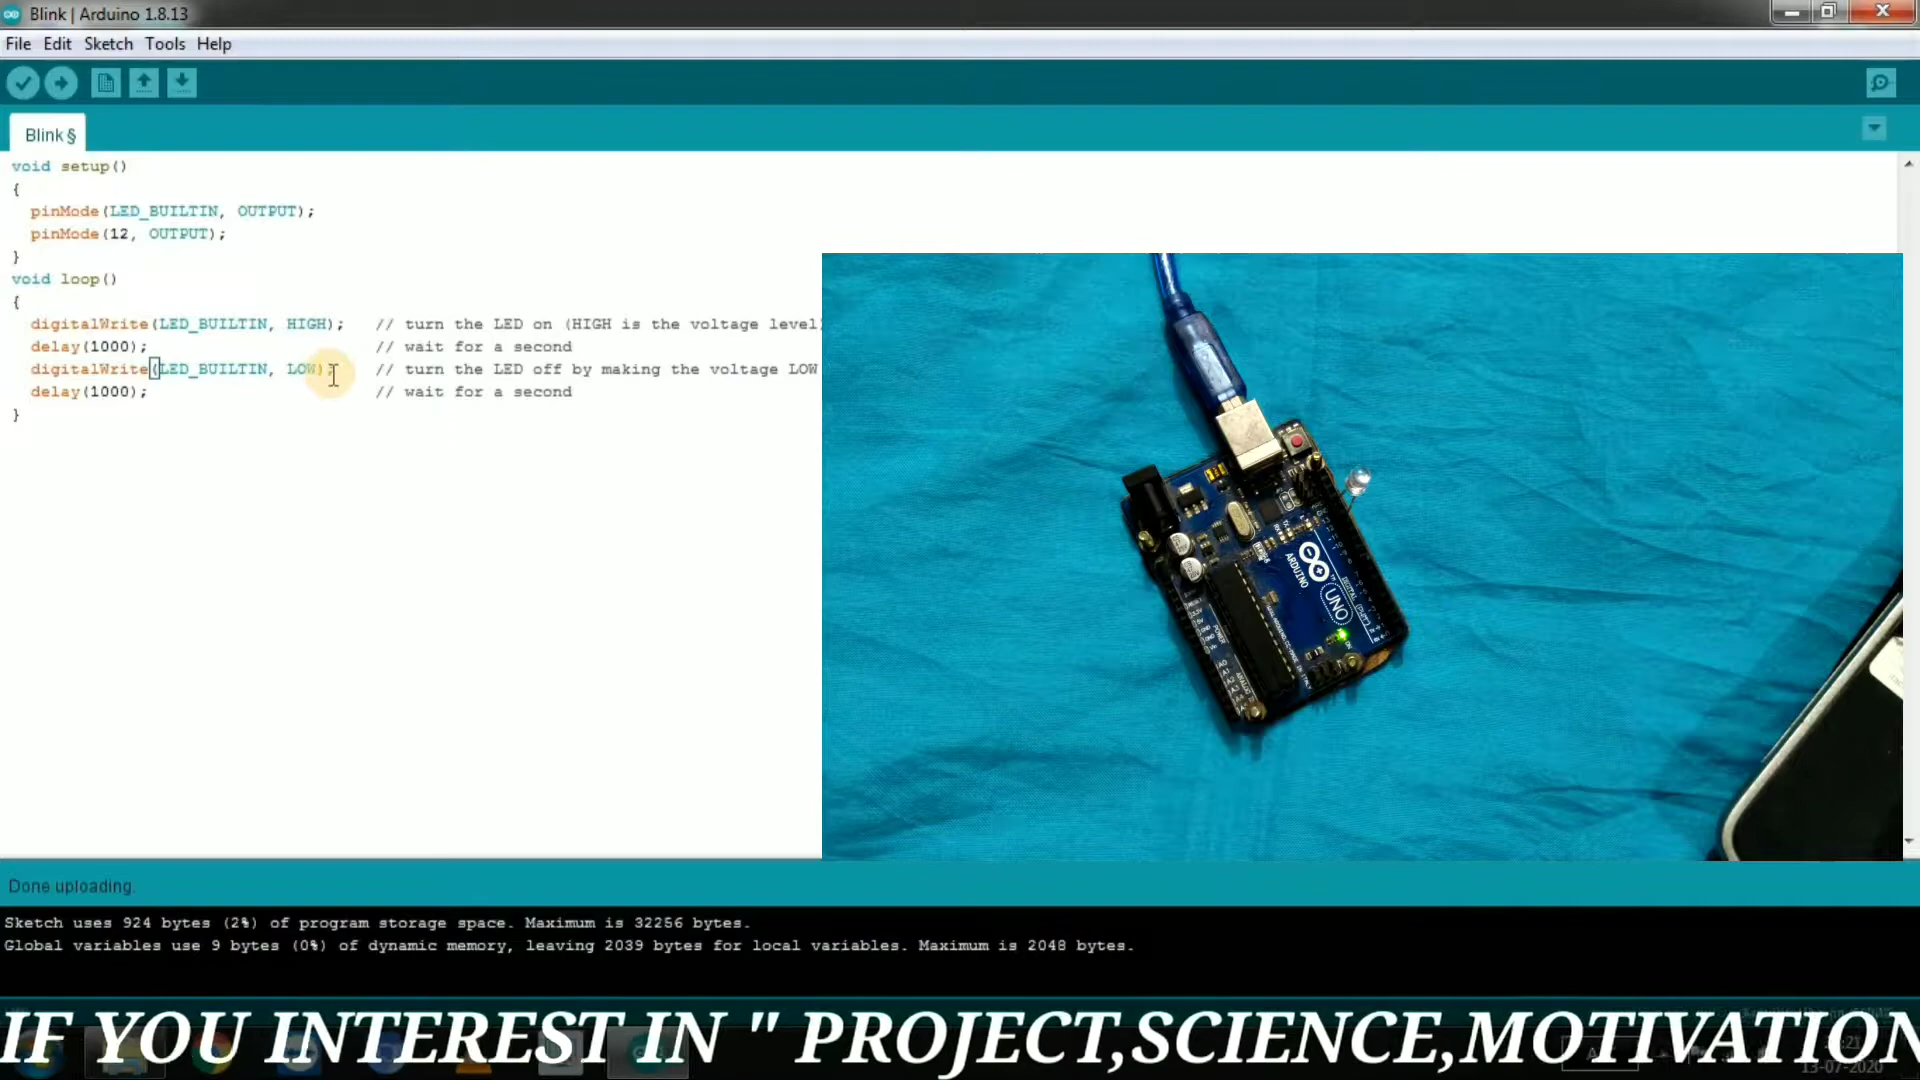 Blink | Arduino 1.8.13
File Edit Sketch Tools Help
Blink §
void setup()
{
pinMode(LED_BUILTIN, OUTPUT);
pinMode(12, OUTPUT);
}
void loop()
{
digitalWrite(LED_BUILTIN, HIGH); // turn the LED on (HIGH is the voltage level)
delay(1000); // wait for a second
digitalWrite(LED_BUILTIN, LOW); // turn the LED off by making the voltage LOW
delay(1000); // wait for a second
}
ARDUINO
UNO
ON
Done uploading.
Sketch uses 924 bytes (2%) of program storage space. Maximum is 32256 bytes.
Global variables use 9 bytes (0%) of dynamic memory, leaving 2039 bytes for local variables. Maximum is 2048 bytes.
IF YOU INTEREST IN " PROJECT,SCIENCE,MOTIVATION
13-07-2020